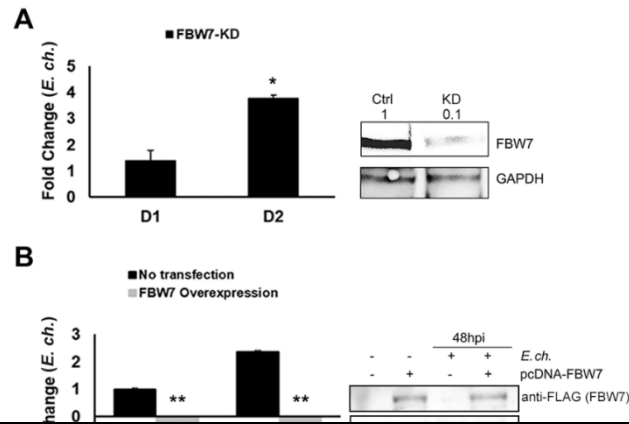 A
FBW7-KD
Fold Change (E. ch.)
5
4
3
2
1
0
*
D1
D2
Ctrl KD
1 0.1
FBW7
GAPDH
B
No transfection
FBW7 Overexpression
change (E. ch.)
3
2
1
0
**
**
48hpi
- - + + E. ch.
- + - + pcDNA-FBW7
anti-FLAG (FBW7)